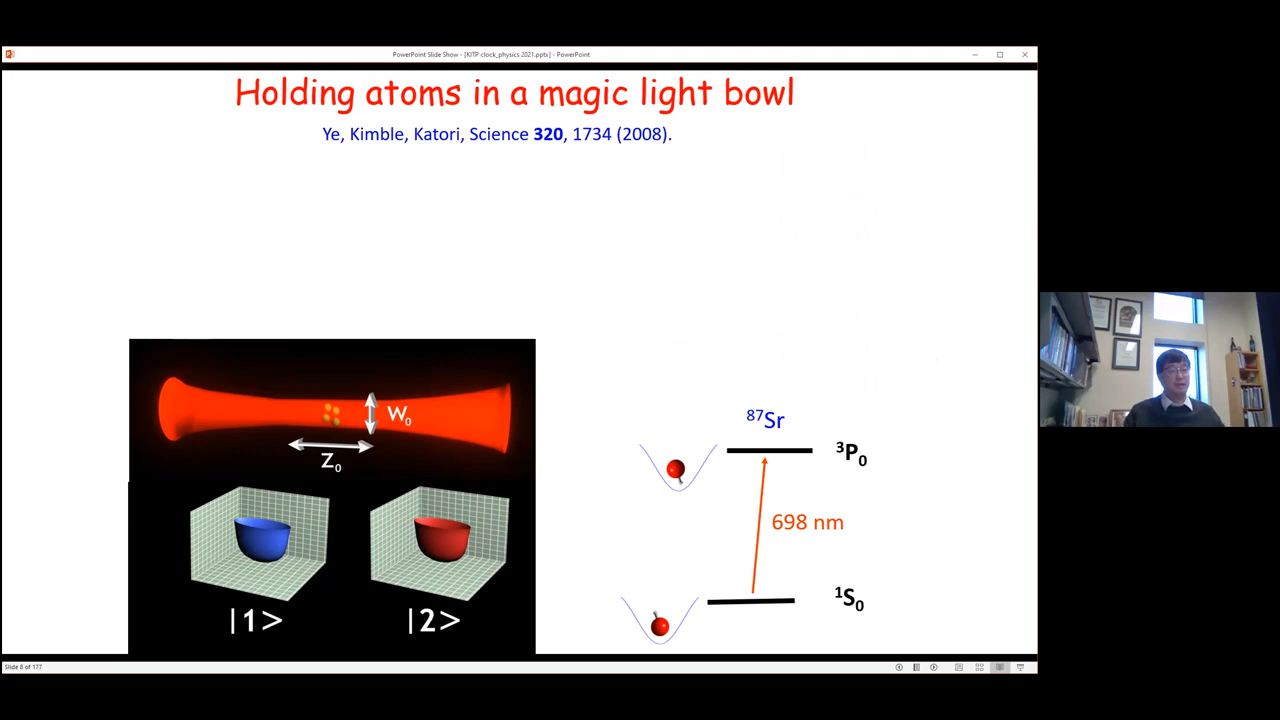 PowerPoint Slide Show - [KITP clock_physics 2021.pptx] - PowerPoint
Holding atoms in a magic light bowl
Ye, Kimble, Katori, Science 320, 1734 (2008).
W₀
Z₀
|1>
|2>
⁸⁷Sr
³P₀
698 nm
¹S₀
Slide 8 of 177